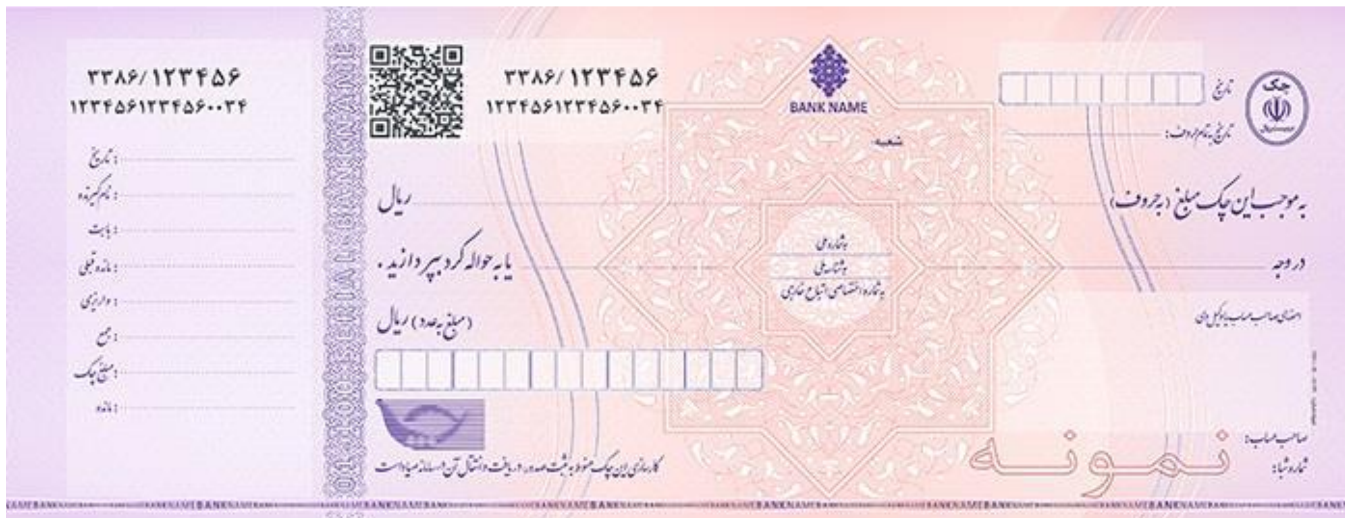 ۳۳۸۶/۱۲۳۴۵۶
۱۲۳۴۵۶۱۲۳۴۵۶۰۰۳۴
تاریخ:
نام گیرنده:
بابت:
مانده قبلی:
واریزی:
جمع:
مبلغ چک:
مانده:
۳۳۸۶/۱۲۳۴۵۶
۱۲۳۴۵۶۱۲۳۴۵۶۰۰۳۴
BANK NAME
شعبه:
چک
تاریخ
تاریخ به تمام حروف:
به موجب این چک مبلغ (به حروف) ریال
به شماره ملی
به شناسه ملی
به شماره اختصاصی اتباع خارجی
در وجه یا به حواله کرد بپردازید.
(مبلغ به عدد) ریال
امضای صاحب حساب یا وکیل وی
صاحب حساب:
شماره شبا:
نمونه
کارسازی این چک منوط به ثبت صدور، دریافت و انتقال آن در سامانه صیاد است